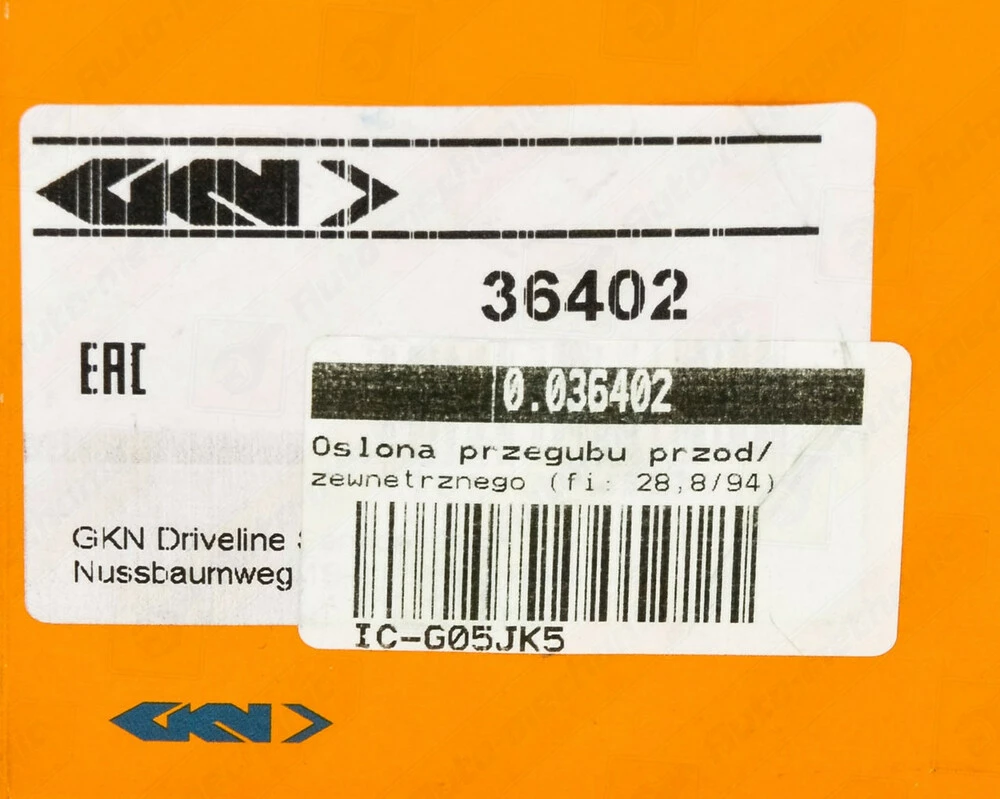 GKN
36402
EAC
0.036402
Oslona przegubu przod/
zewnetrznego (fi: 28,8/94)
GKN Driveline
Nussbaumweg
IC-G05JK5
GKN